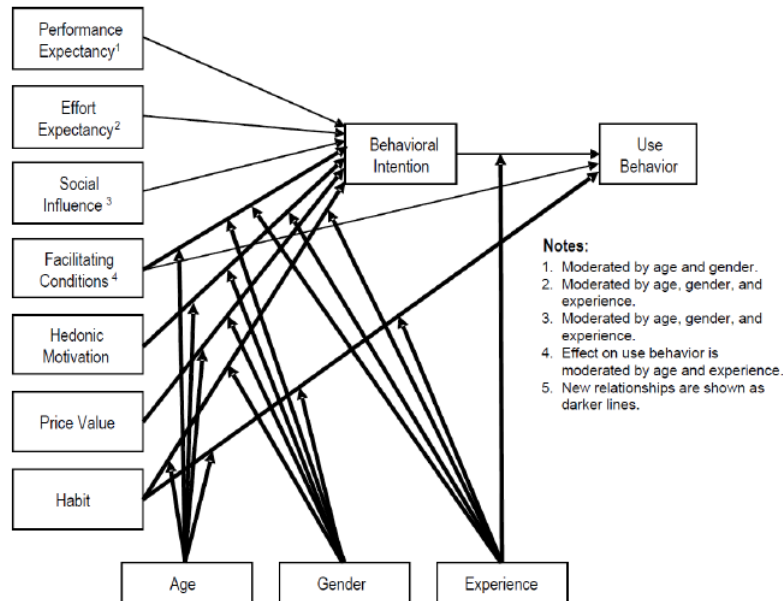 Performance
Expectancy¹
Effort
Expectancy²
Social
Influence ³
Facilitating
Conditions ⁴
Hedonic
Motivation
Price Value
Habit
Behavioral
Intention
Use
Behavior
Notes:
1. Moderated by age and gender.
2. Moderated by age, gender, and
experience.
3. Moderated by age, gender, and
experience.
4. Effect on use behavior is
moderated by age and experience.
5. New relationships are shown as
darker lines.
Age
Gender
Experience